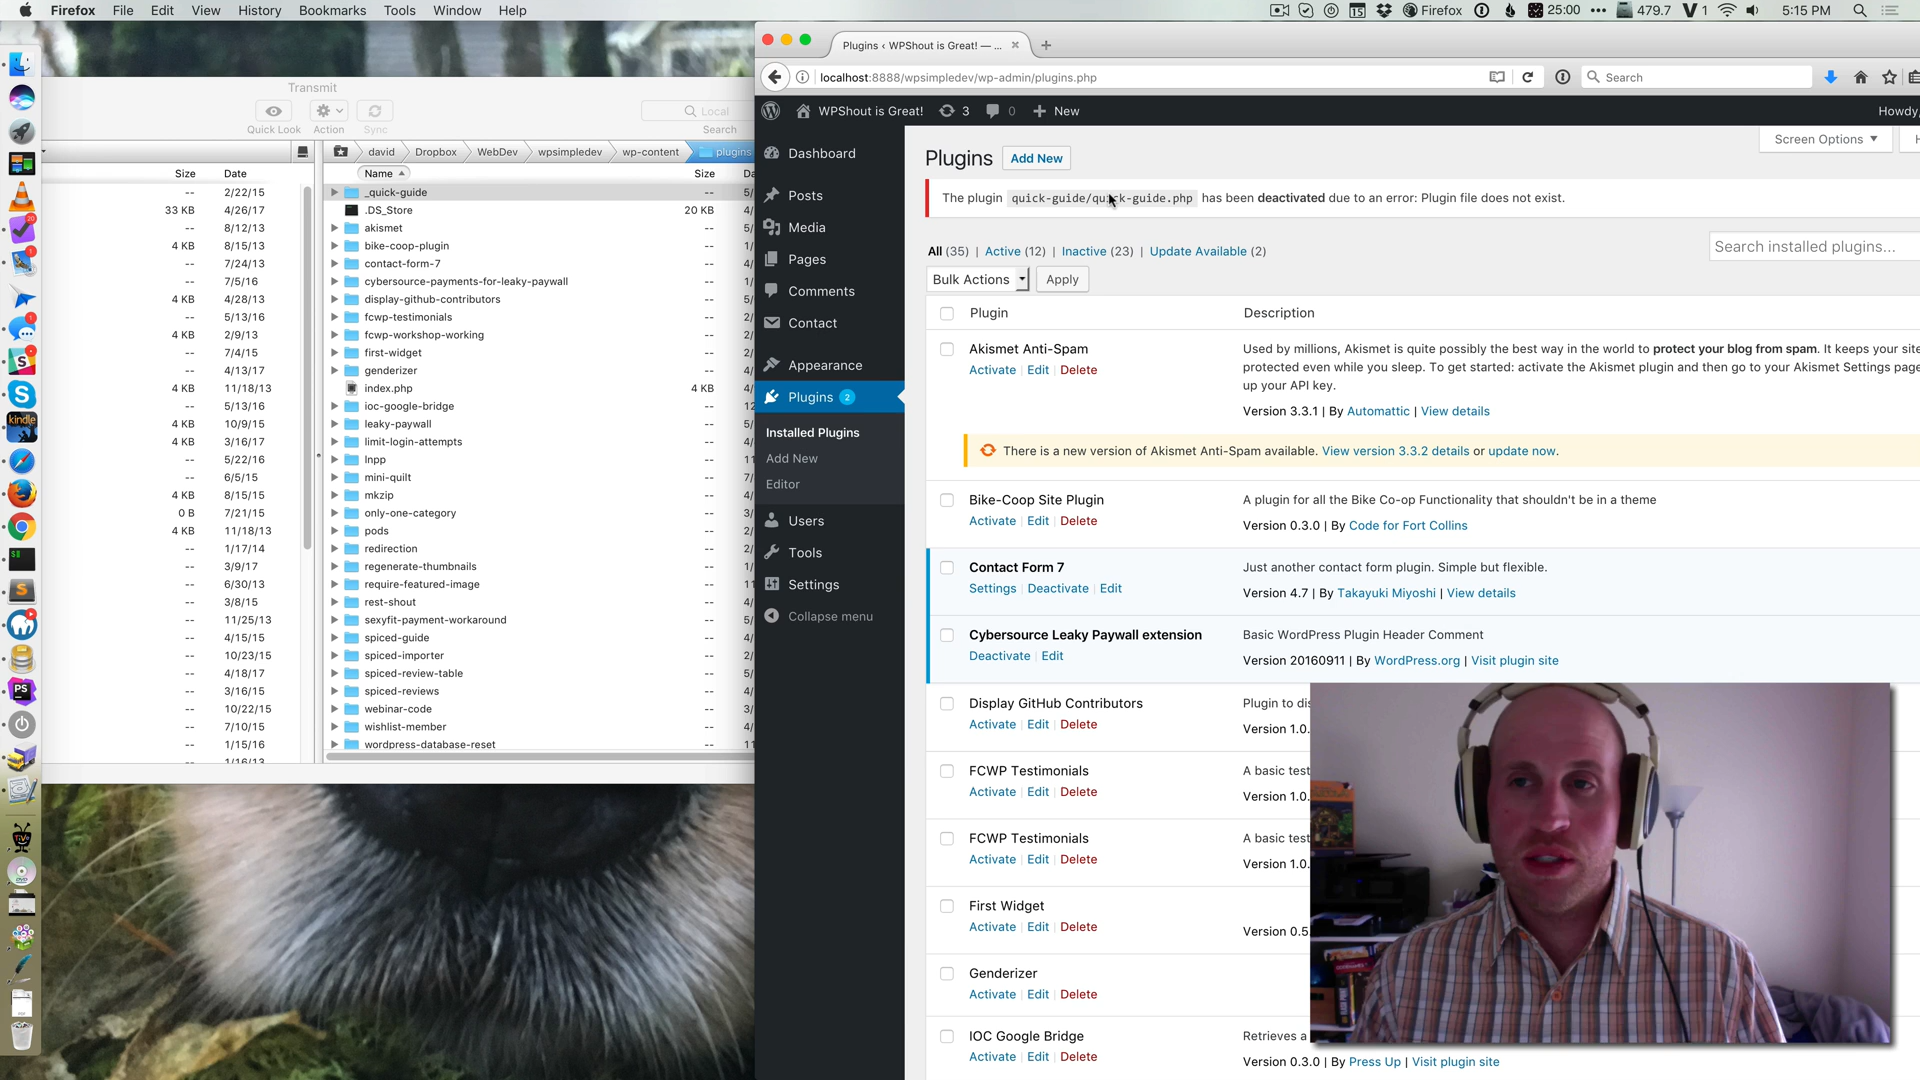 Firefox File Edit View History Bookmarks Tools Window Help
Firefox 25:00 479.7 1 5:15 PM
Transmit
Quick Look Action Sync
Local
Search
david Dropbox WebDev wpsimpledev wp-content plugins
Size Date
Name Size
-- 2/22/15
33 KB 4/26/17
-- 8/12/13
4 KB 8/15/13
-- 7/24/13
-- 7/5/16
4 KB 4/28/13
-- 5/13/16
4 KB 2/9/13
-- 7/4/15
-- 4/13/17
4 KB 11/18/13
-- 5/13/16
4 KB 10/9/15
4 KB 3/16/17
-- 5/22/16
-- 6/5/15
4 KB 8/15/15
0 B 7/21/15
4 KB 11/18/13
-- 1/17/14
-- 3/9/17
-- 6/30/13
-- 3/8/15
-- 11/25/13
-- 4/15/15
-- 10/23/15
-- 4/18/17
-- 3/16/15
-- 10/22/15
-- 7/10/15
-- 1/15/16
-- 1/16/13
_quick-guide --
.DS_Store 20 KB
akismet --
bike-coop-plugin --
contact-form-7 --
cybersource-payments-for-leaky-paywall --
display-github-contributors --
fcwp-testimonials --
fcwp-workshop-working --
first-widget --
genderizer --
index.php 4 KB
ioc-google-bridge --
leaky-paywall --
limit-login-attempts --
lnpp --
mini-quilt --
mkzip --
only-one-category --
pods --
redirection --
regenerate-thumbnails --
require-featured-image --
rest-shout --
sexyfit-payment-workaround --
spiced-guide --
spiced-importer --
spiced-review-table --
spiced-reviews --
webinar-code --
wishlist-member --
wordpress-database-reset --
Plugins ‹ WPShout is Great! — ...
localhost:8888/wpsimpledev/wp-admin/plugins.php
Search
WPShout is Great! 3 0 New
Howdy,
Dashboard
Posts
Media
Pages
Comments
Contact
Appearance
Plugins 2
Installed Plugins
Add New
Editor
Users
Tools
Settings
Collapse menu
Screen Options
Plugins Add New
The plugin quick-guide/quick-guide.php has been deactivated due to an error: Plugin file does not exist.
All (35) | Active (12) | Inactive (23) | Update Available (2)
Search installed plugins...
Bulk Actions Apply
Plugin Description
Akismet Anti-Spam
Activate | Edit | Delete
Used by millions, Akismet is quite possibly the best way in the world to protect your blog from spam. It keeps your site
protected even while you sleep. To get started: activate the Akismet plugin and then go to your Akismet Settings page
up your API key.
Version 3.3.1 | By Automattic | View details
There is a new version of Akismet Anti-Spam available. View version 3.3.2 details or update now.
Bike-Coop Site Plugin
Activate | Edit | Delete
A plugin for all the Bike Co-op Functionality that shouldn't be in a theme
Version 0.3.0 | By Code for Fort Collins
Contact Form 7
Settings | Deactivate | Edit
Just another contact form plugin. Simple but flexible.
Version 4.7 | By Takayuki Miyoshi | View details
Cybersource Leaky Paywall extension
Deactivate | Edit
Basic WordPress Plugin Header Comment
Version 20160911 | By WordPress.org | Visit plugin site
Display GitHub Contributors
Activate | Edit | Delete
Plugin to dis
Version 1.0.
FCWP Testimonials
Activate | Edit | Delete
A basic test
Version 1.0.
FCWP Testimonials
Activate | Edit | Delete
A basic test
Version 1.0.
First Widget
Activate | Edit | Delete
Version 0.5
Genderizer
Activate | Edit | Delete
IOC Google Bridge
Activate | Edit | Delete
Retrieves a
Version 0.3.0 | By Press Up | Visit plugin site
kindle
PS